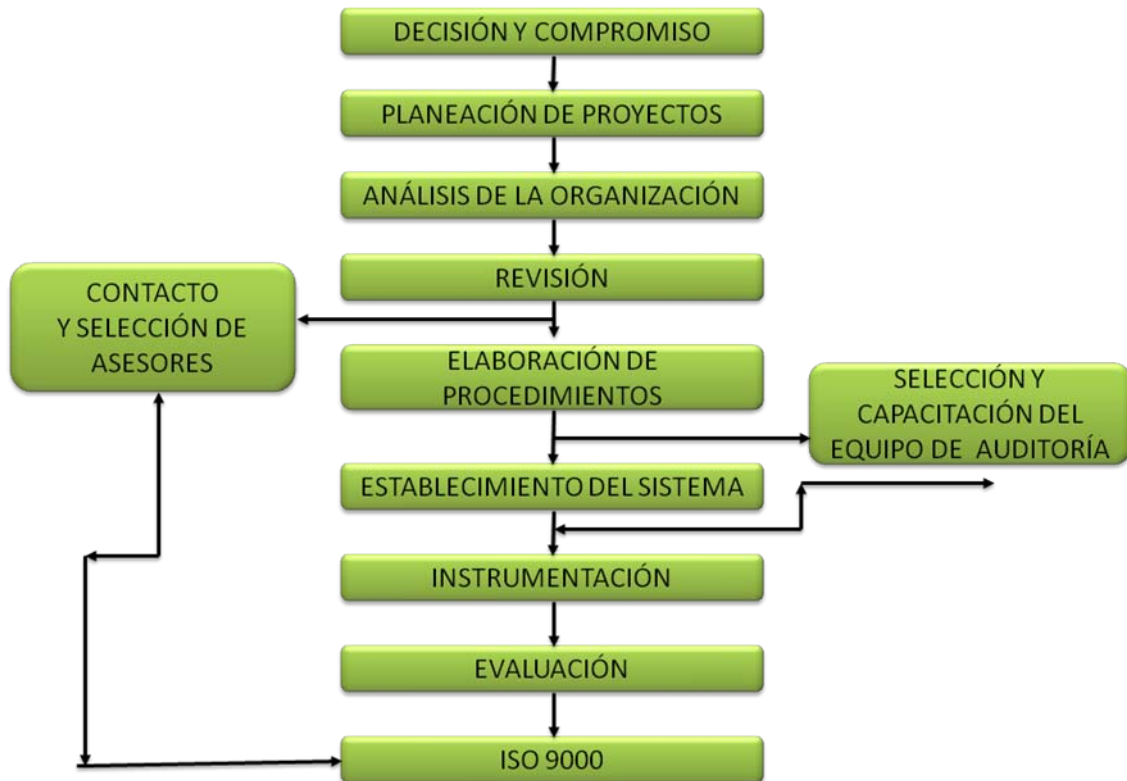 DECISIÓN Y COMPROMISO
PLANEACIÓN DE PROYECTOS
ANÁLISIS DE LA ORGANIZACIÓN
REVISIÓN
CONTACTO
Y SELECCIÓN DE
ASESORES
ELABORACIÓN DE
PROCEDIMIENTOS
SELECCIÓN Y
CAPACITACIÓN DEL
EQUIPO DE AUDITORÍA
ESTABLECIMIENTO DEL SISTEMA
INSTRUMENTACIÓN
EVALUACIÓN
ISO 9000